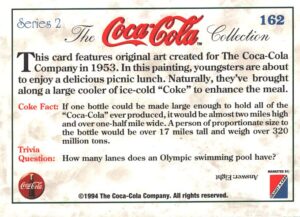 Series 2
162
The Coca-Cola Collection
This card features original art created for The Coca-Cola
Company in 1953. In this painting, youngsters are about
to enjoy a delicious picnic lunch. Naturally, they've brought
along a large cooler of ice-cold "Coke" to enhance the meal.
Coke Fact: If one bottle could be made large enough to hold all of the
"Coca-Cola" ever produced, it would be almost two miles high
and over one-half mile wide. A person of proportionate size to
the bottle would be over 17 miles tall and weigh over 320
million tons.
Trivia
Question: How many lanes does an Olympic swimming pool have?
Answer: Eight
Coca-Cola
©1994 The Coca-Cola Company. All rights reserved.
MARKETED BY